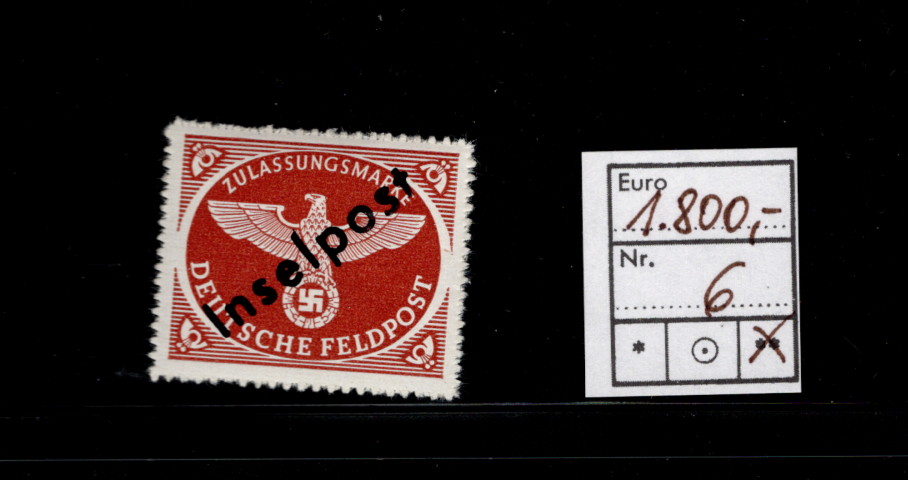 ZULASSUNGSMARKE
Inselpost
DEUTSCHE FELDPOST
Euro
1.800,-
Nr.
6
* ⊙ **